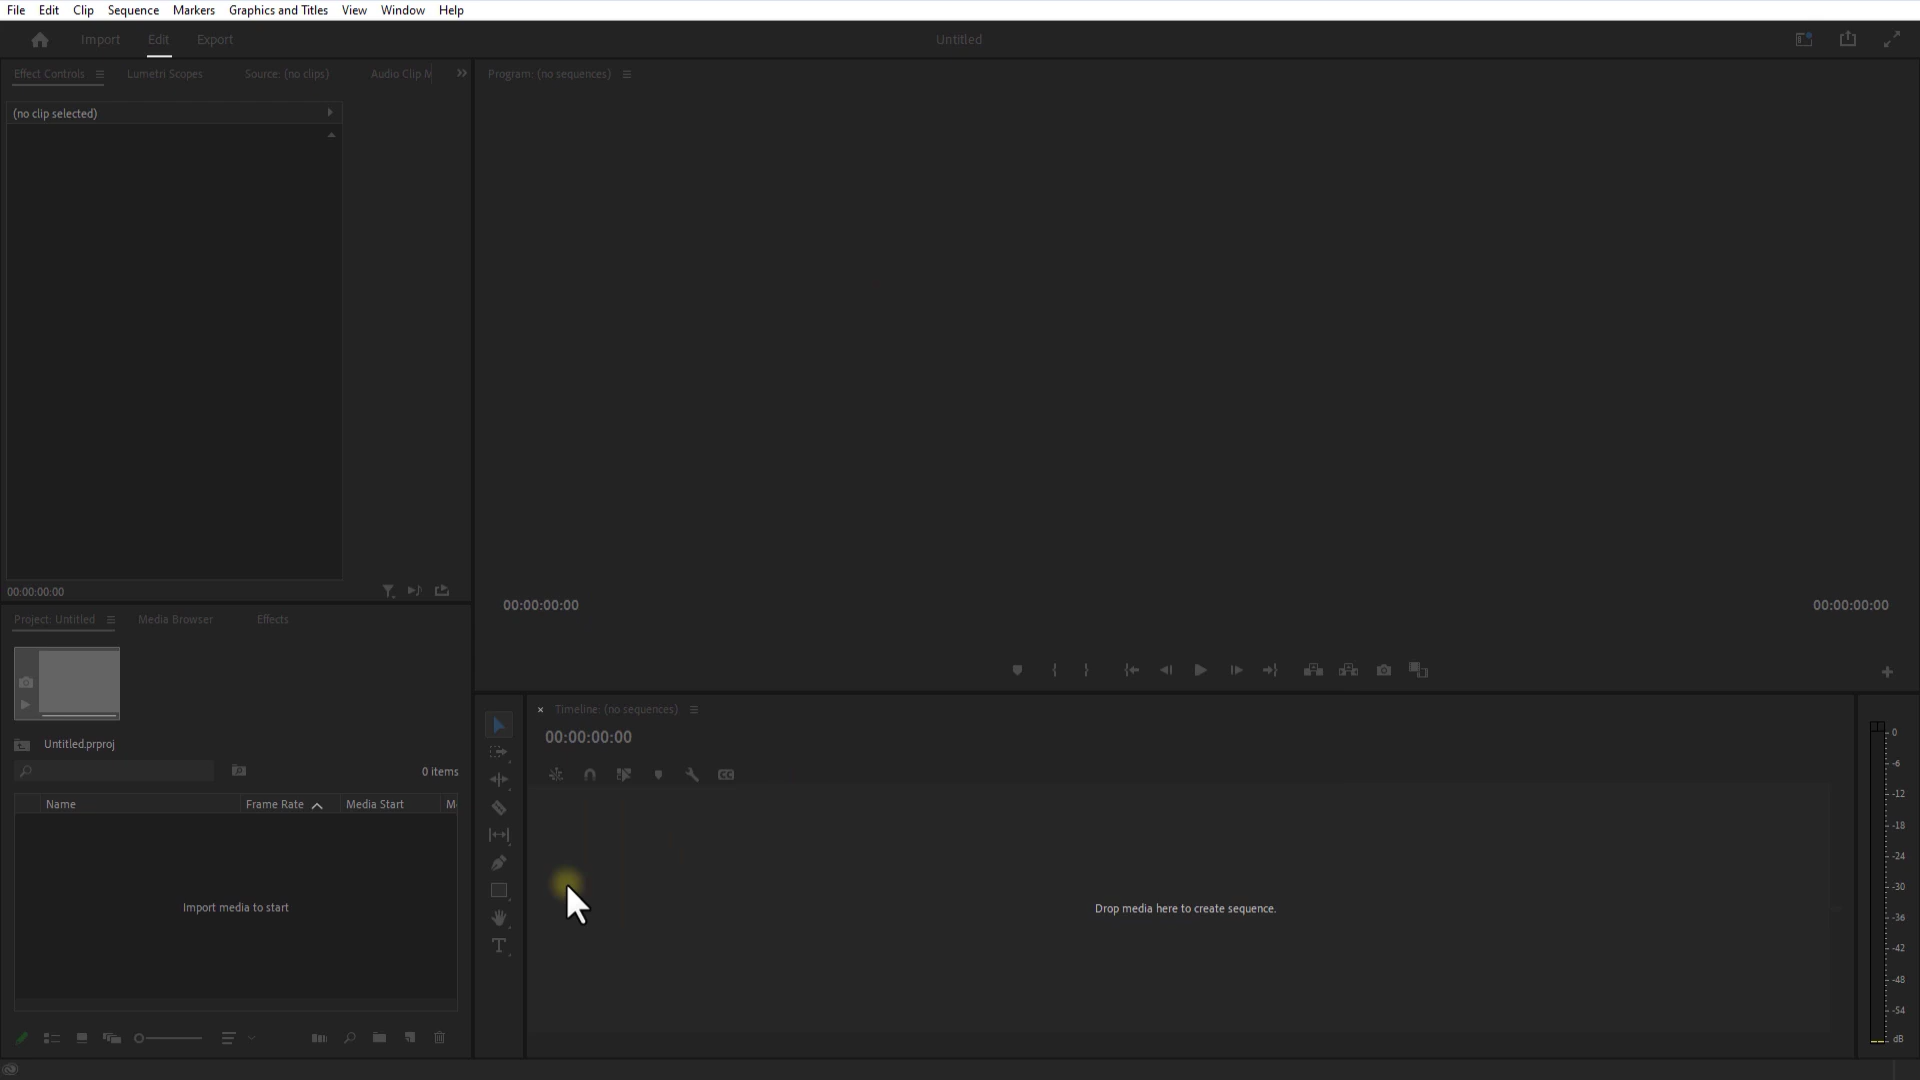 File Edit Clip Sequence Markers Graphics and Titles View Window Help
Import Edit Export Untitled
Effect Controls Lumetri Scopes Source: (no clips) Audio Clip M
Program: (no sequences)
(no clip selected)
00:00:00:00
00:00:00:00 00:00:00:00
Project: Untitled Media Browser Effects
Untitled.prproj
0 items
Name Frame Rate Media Start M
Import media to start
Timeline: (no sequences)
00:00:00:00
CC
T
Drop media here to create sequence.
0
-6
-12
-18
-24
-30
-36
-42
-48
-54
dB